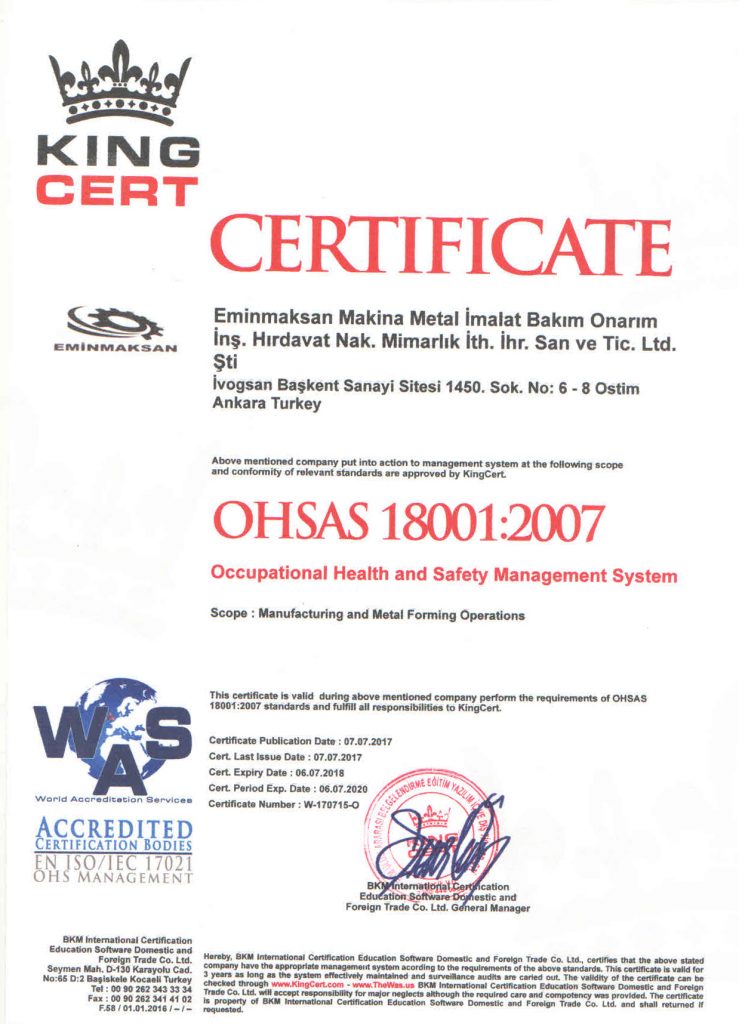 KING
CERT
CERTIFICATE
EMİNMAKSAN
Eminmaksan Makina Metal İmalat Bakım Onarım
İnş. Hırdavat Nak. Mimarlık İth. İhr. San ve Tic. Ltd.
Şti
İvogsan Başkent Sanayi Sitesi 1450. Sok. No: 6 - 8 Ostim
Ankara Turkey
Above mentioned company put into action to management system at the following scope
and conformity of relevant standards are approved by KingCert.
OHSAS 18001:2007
Occupational Health and Safety Management System
Scope : Manufacturing and Metal Forming Operations
This certificate is valid during above mentioned company perform the requirements of OHSAS
18001:2007 standards and fulfill all responsibilities to KingCert.
WAS
World Accreditation Services
ACCREDITED
CERTIFICATION BODIES
EN ISO/IEC 17021
OHS MANAGEMENT
Certificate Publication Date : 07.07.2017
Cert. Last Issue Date : 07.07.2017
Cert. Expiry Date : 06.07.2018
Cert. Period Exp. Date : 06.07.2020
Certificate Number : W-170715-O
BELGELENDİRME EĞİTİM YAZILIM İÇ VE DIŞ
BKM International Certification
Education Software Domestic and
Foreign Trade Co. Ltd. General Manager
BKM International Certification
Education Software Domestic and
Foreign Trade Co. Ltd.
Seymen Mah. D-130 Karayolu Cad.
No:65 D:2 Başiskele Kocaeli Turkey
Tel : 00 90 262 343 33 34
Fax : 00 90 262 341 41 02
F.58 / 01.01.2016 / – / –
Hereby, BKM International Certification Education Software Domestic and Foreign Trade Co. Ltd., certifies that the above stated
company have the appropriate management system acording to the requirements of the above standards. This certificate is valid for
3 years as long as the system effectively maintained and surveillance audits are caried out. The validity of the certificate can be
checked through www.KingCert.com - www.TheWas.us BKM International Certification Education Software Domestic and Foreign
Trade Co. Ltd. will accept responsibility for major neglects although the required care and compotency was provided. The certificate
is property of BKM International Certification Education Software Domestic and Foreign Trade Co. Ltd. and shall returned if
requested.